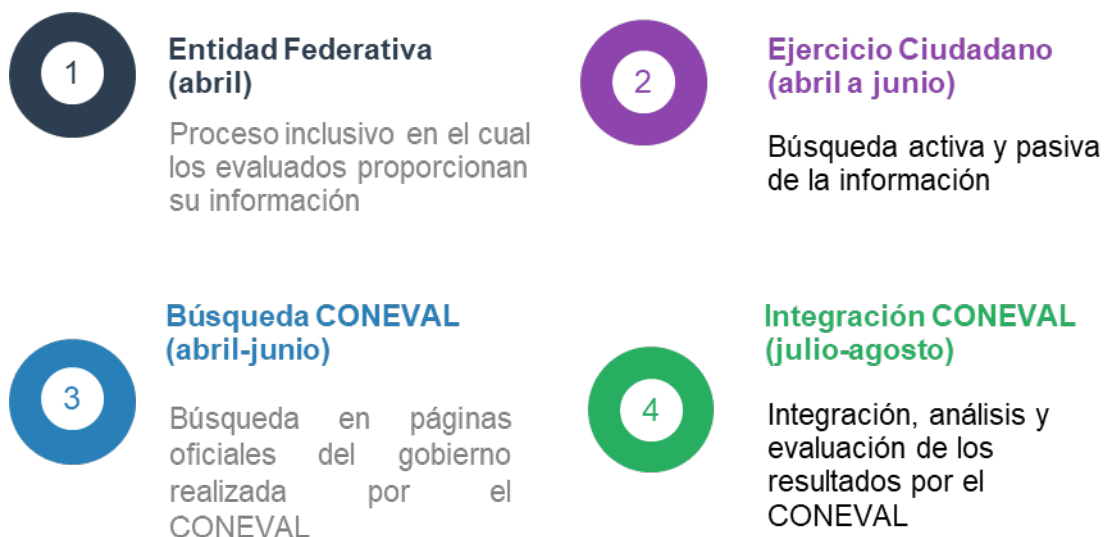 1
Entidad Federativa
(abril)
Proceso inclusivo en el cual
los evaluados proporcionan
su información
2
Ejercicio Ciudadano
(abril a junio)
Búsqueda activa y pasiva
de la información
3
Búsqueda CONEVAL
(abril-junio)
Búsqueda en páginas
oficiales del gobierno
realizada por el
CONEVAL
4
Integración CONEVAL
(julio-agosto)
Integración, análisis y
evaluación de los
resultados por el
CONEVAL